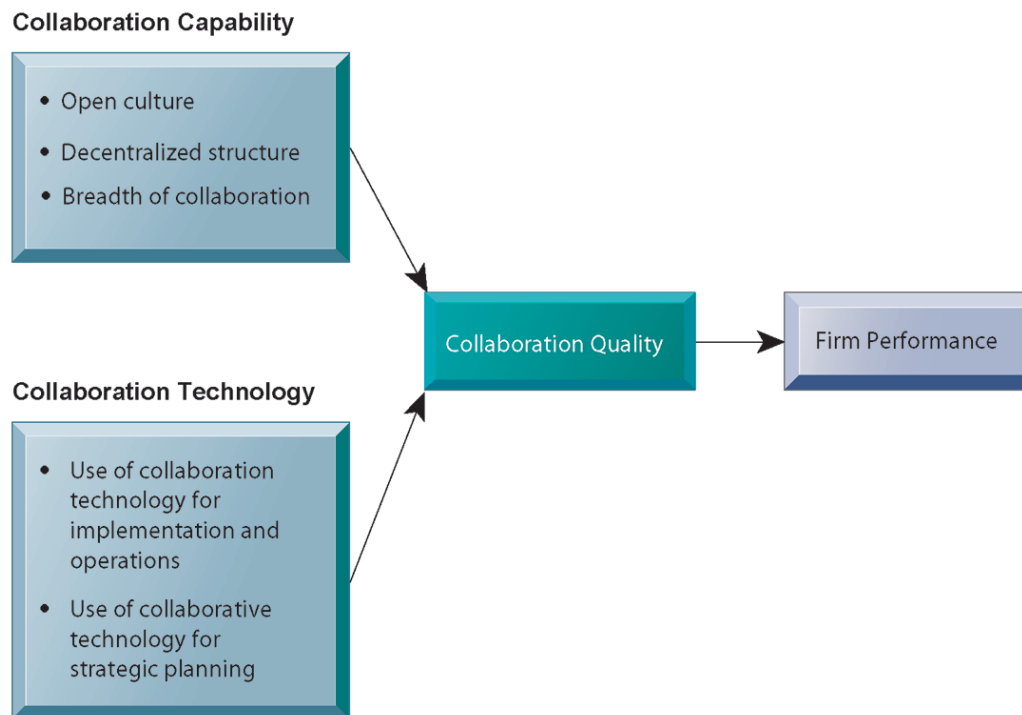 Collaboration Capability
• Open culture
• Decentralized structure
• Breadth of collaboration
Collaboration Quality
Firm Performance
Collaboration Technology
• Use of collaboration
technology for
implementation and
operations
• Use of collaborative
technology for
strategic planning